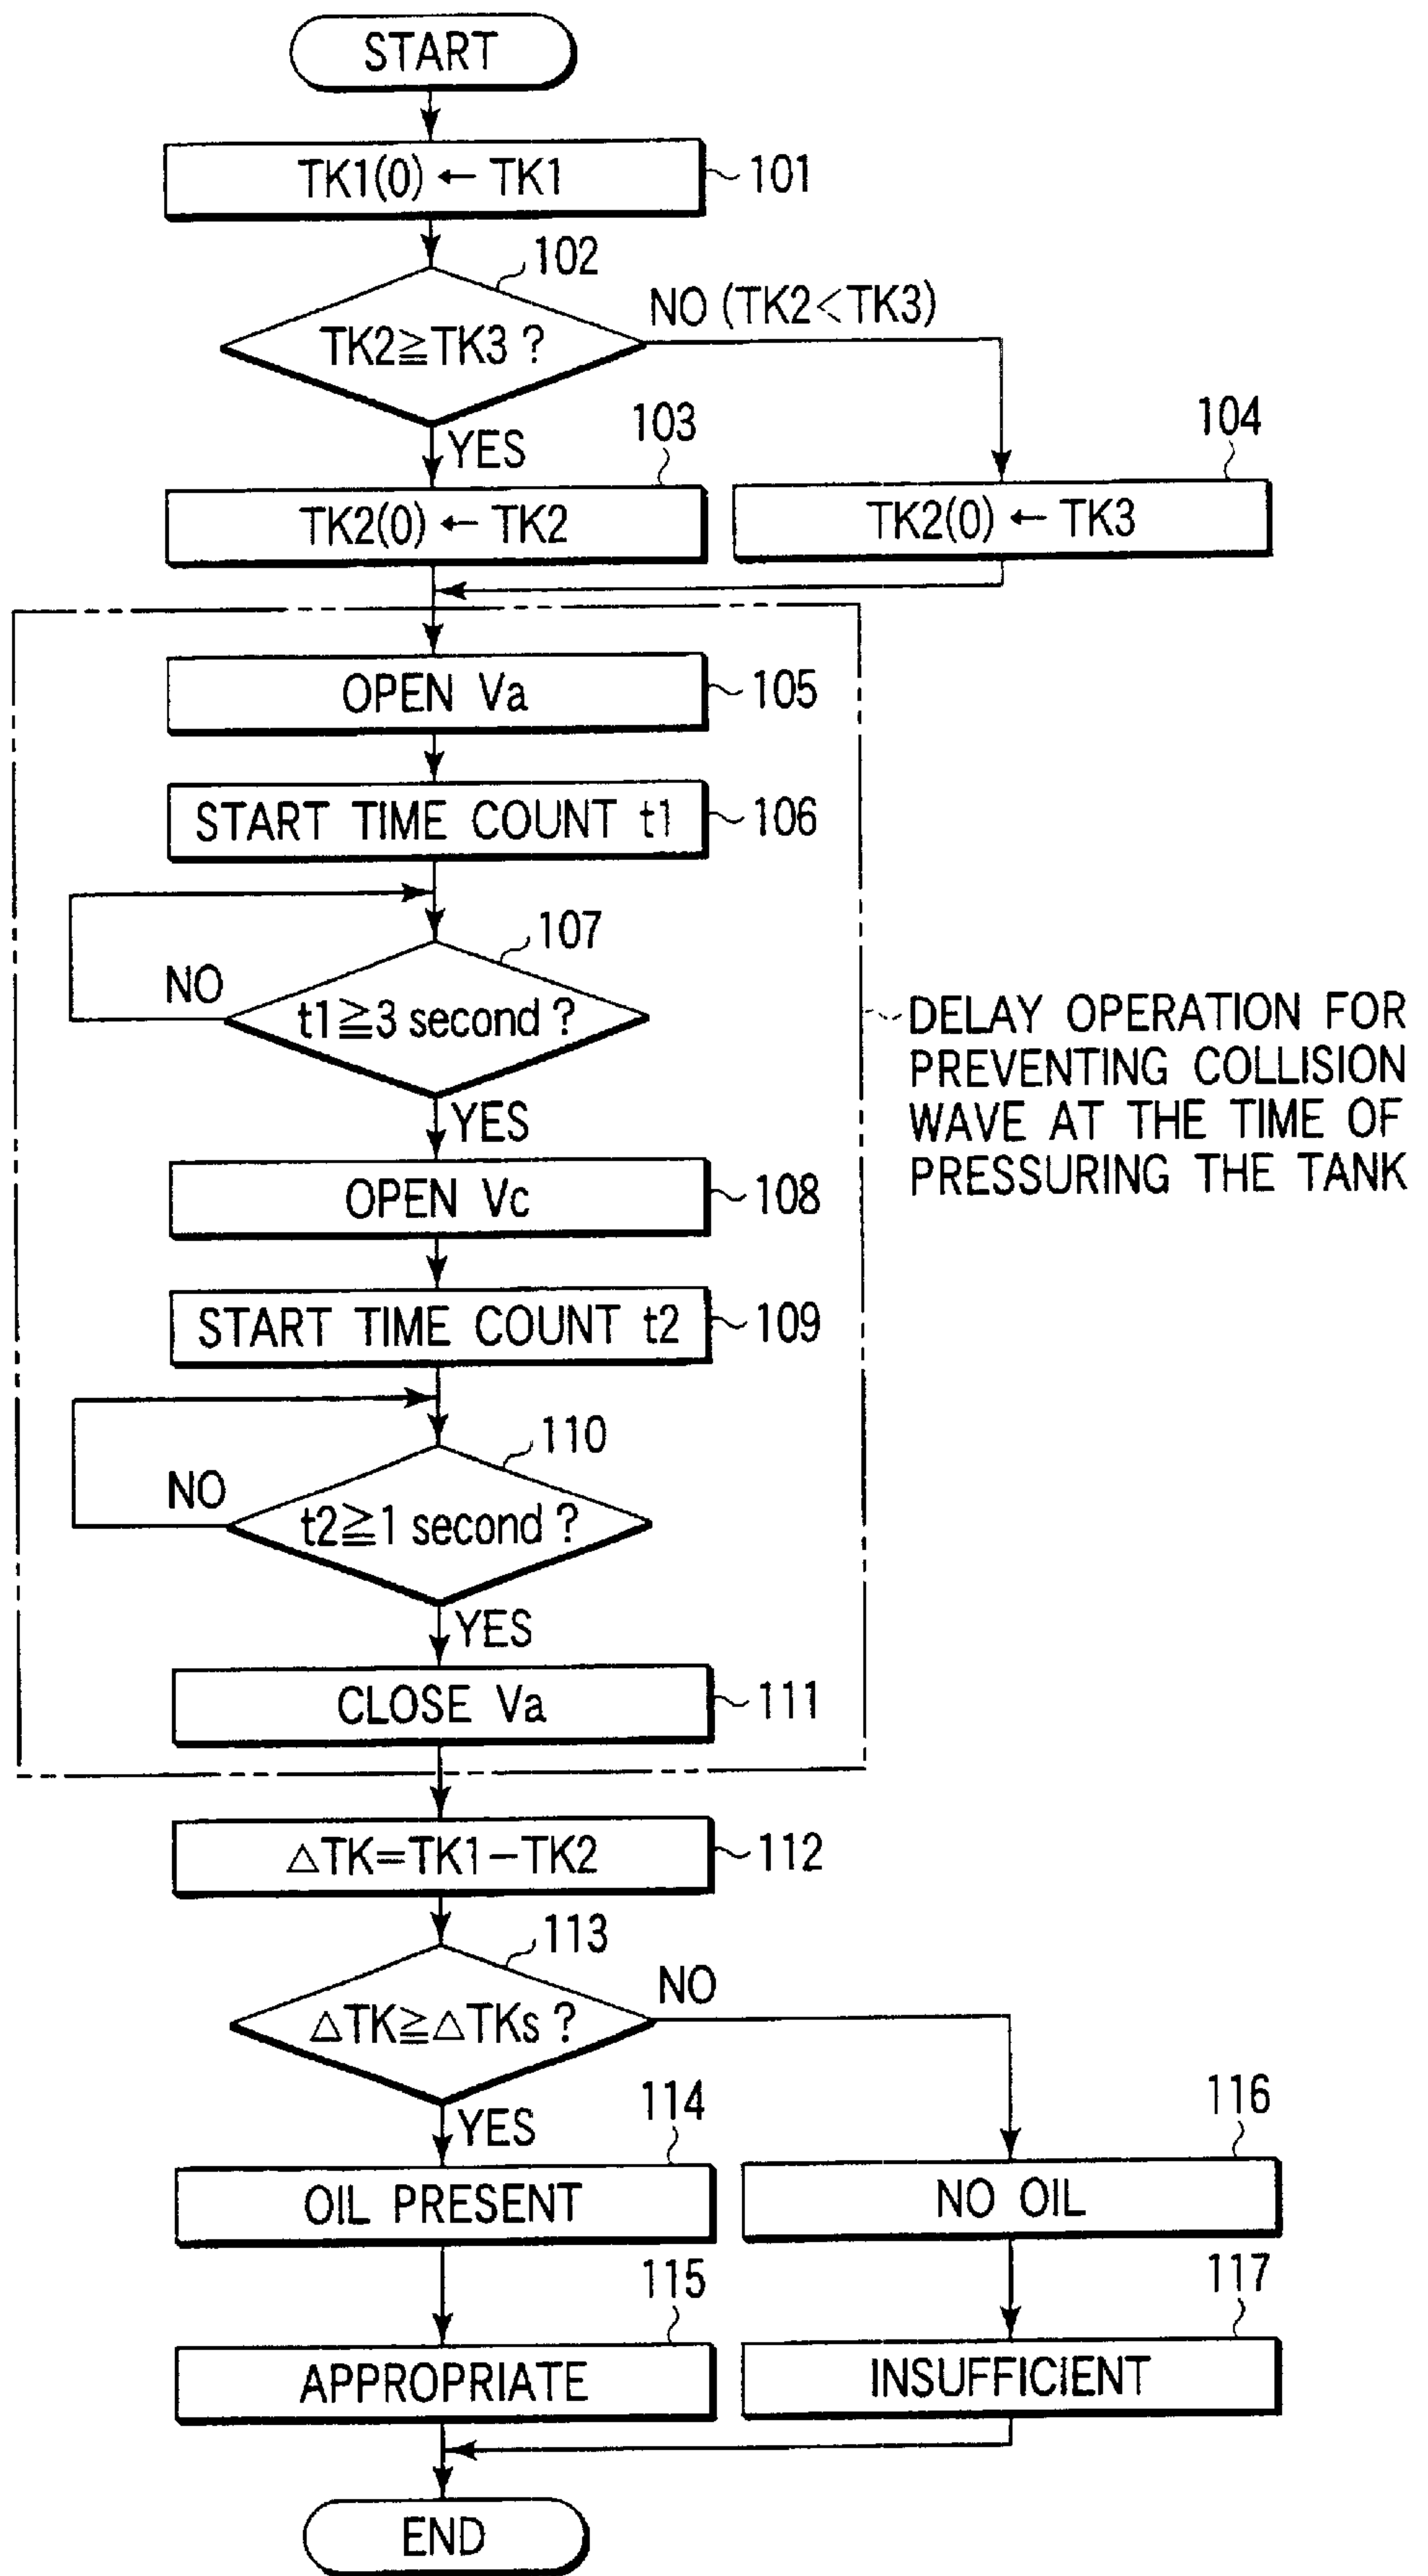 START
TK1(0) ← TK1
101
102
TK2≧TK3 ?
NO (TK2<TK3)
YES
103
TK2(0) ← TK2
104
TK2(0) ← TK3
OPEN Va
105
START TIME COUNT t1
106
107
NO
t1≧3 second ?
YES
DELAY OPERATION FOR
PREVENTING COLLISION
WAVE AT THE TIME OF
PRESSURING THE TANK
OPEN Vc
108
START TIME COUNT t2
109
110
NO
t2≧1 second ?
YES
CLOSE Va
111
△TK=TK1−TK2
112
113
△TK≧△TKs ?
NO
YES
114
OIL PRESENT
116
NO OIL
115
APPROPRIATE
117
INSUFFICIENT
END